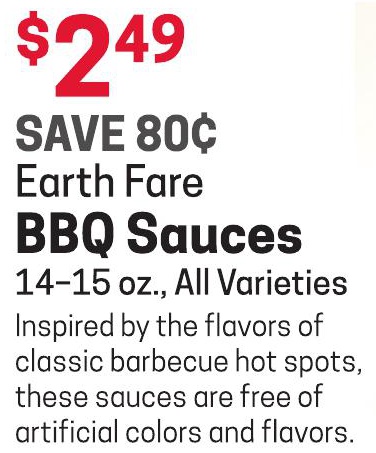 $2.49
SAVE 80¢
Earth Fare
BBQ Sauces
14–15 oz., All Varieties
Inspired by the flavors of
classic barbecue hot spots,
these sauces are free of
artificial colors and flavors.